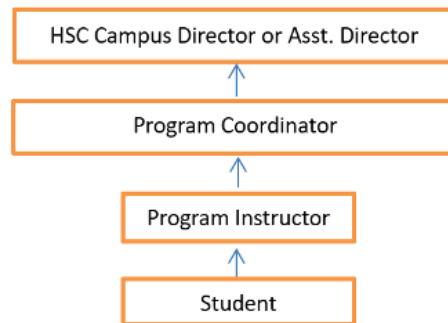 HSC Campus Director or Asst. Director
Program Coordinator
Program Instructor
Student